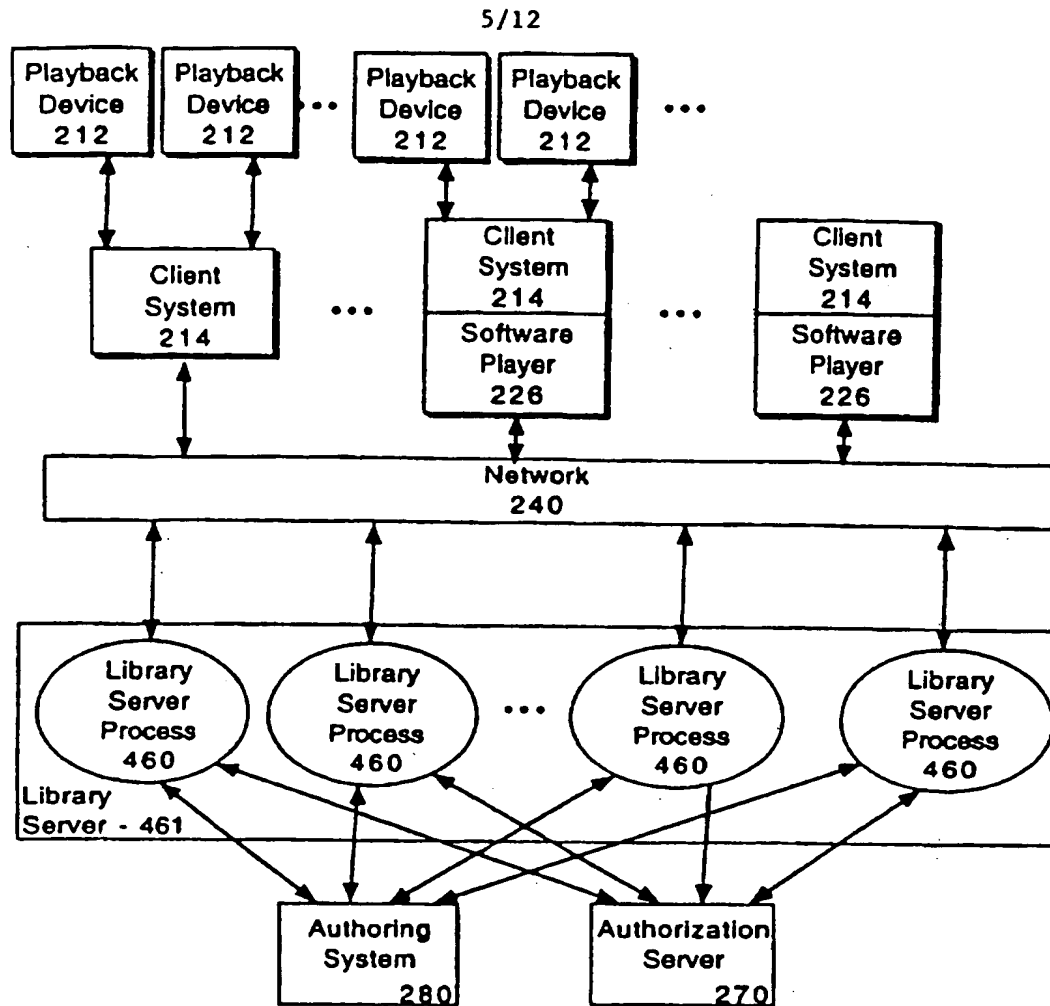 5/12
Playback
Device
212
Playback
Device
212
Playback
Device
212
Playback
Device
212
Client
System
214
Client
System
214
Software
Player
226
Client
System
214
Software
Player
226
Network
240
Library
Server
Process
460
Library
Server
Process
460
Library
Server
Process
460
Library
Server
Process
460
Library
Server - 461
Authoring
System
280
Authorization
Server
270